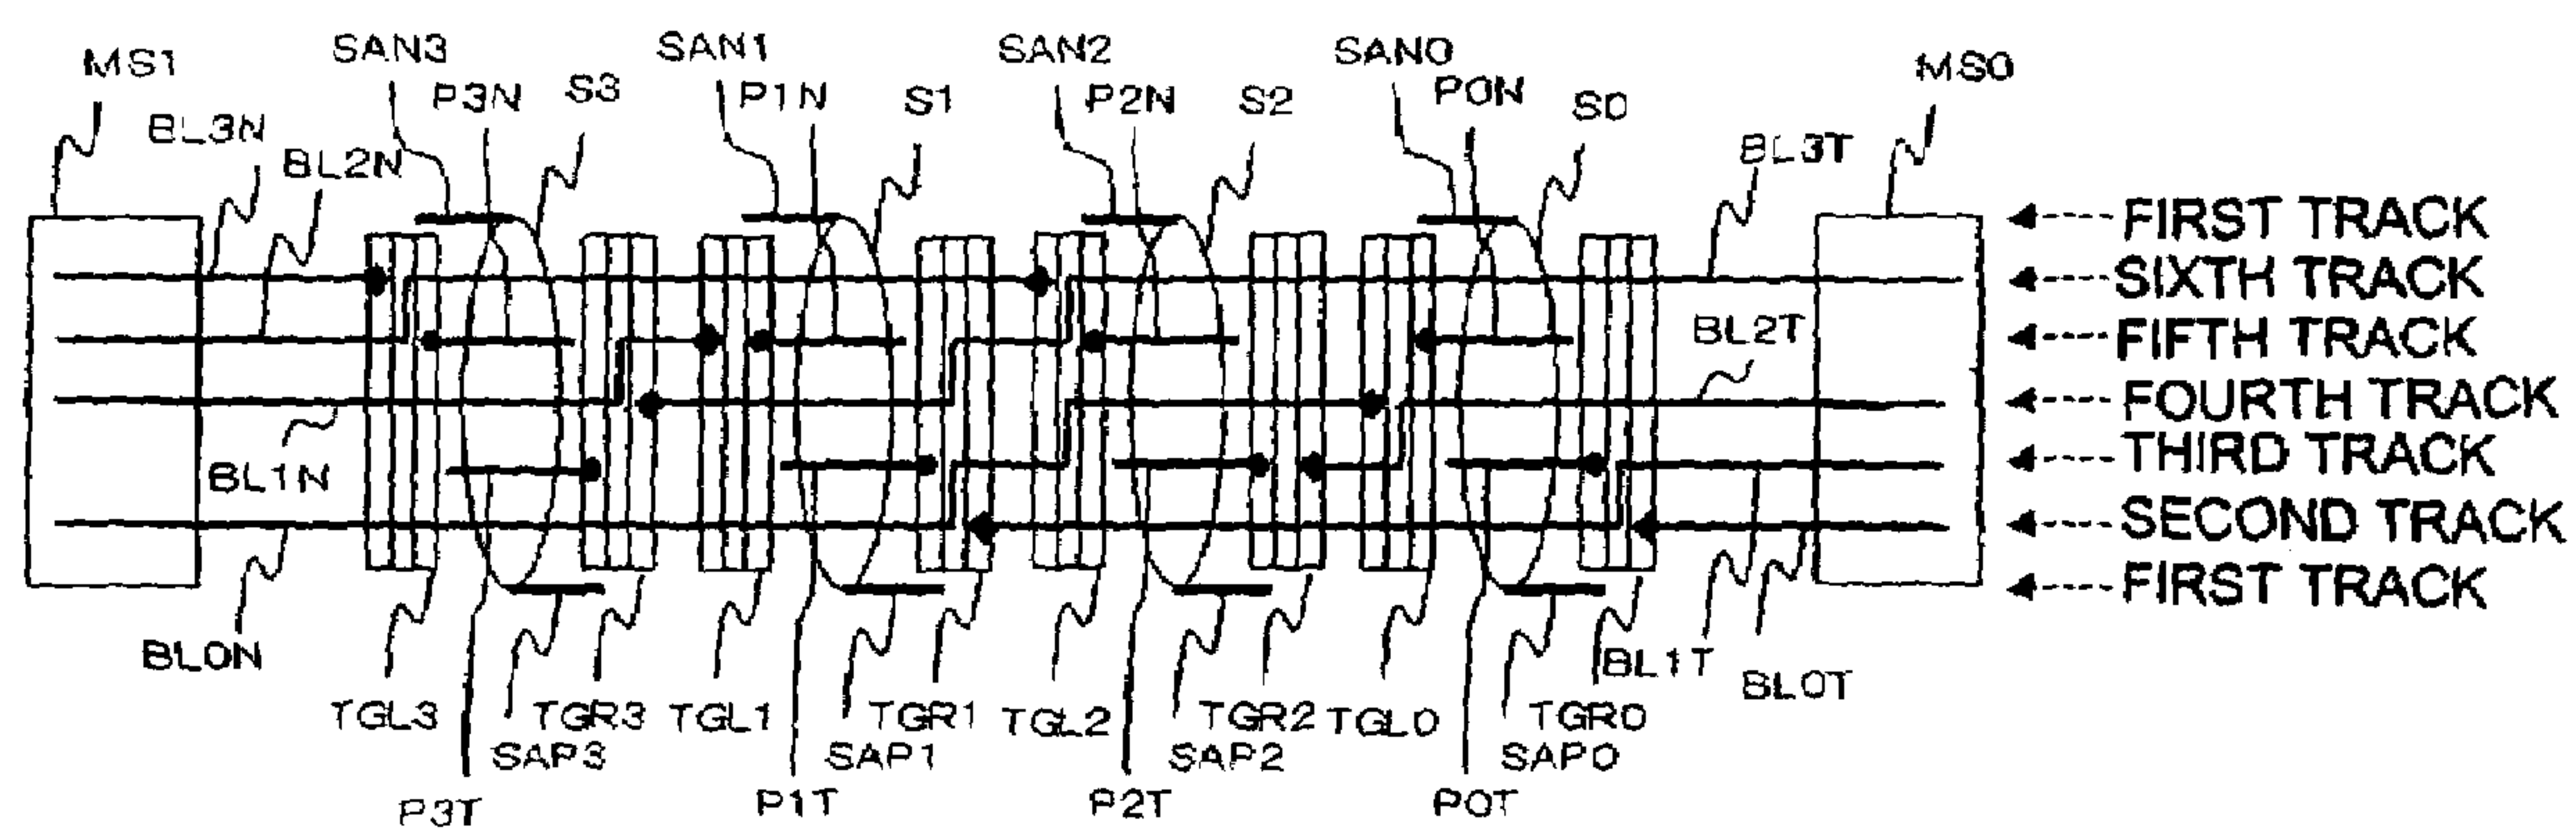 MS1
SAN3
SAN1
SAN2
SAN0
MS0
P3N
S3
P1N
S1
P2N
S2
P0N
S0
BL3N
BL2N
BL3T
BL2T
BL1N
BL0N
FIRST TRACK
SIXTH TRACK
FIFTH TRACK
FOURTH TRACK
THIRD TRACK
SECOND TRACK
FIRST TRACK
BL1T
BL0T
TGL3
TGR3
TGL1
TGR1
TGL2
TGR2
TGL0
TGR0
SAP3
SAP1
SAP2
SAP0
P3T
P1T
P2T
P0T